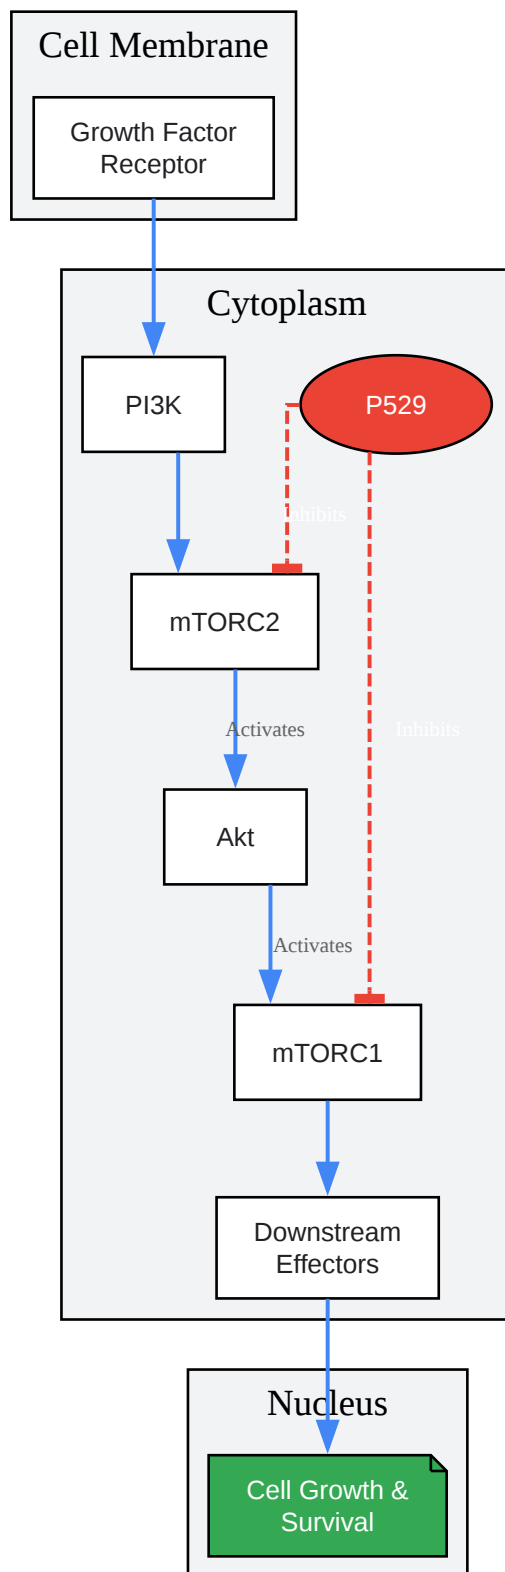 Cell Membrane
Growth Factor
Receptor
Cytoplasm
PI3K
P529
Inhibits
mTORC2
Activates
Inhibits
Akt
Activates
mTORC1
Downstream
Effectors
Nucleus
Cell Growth &
Survival